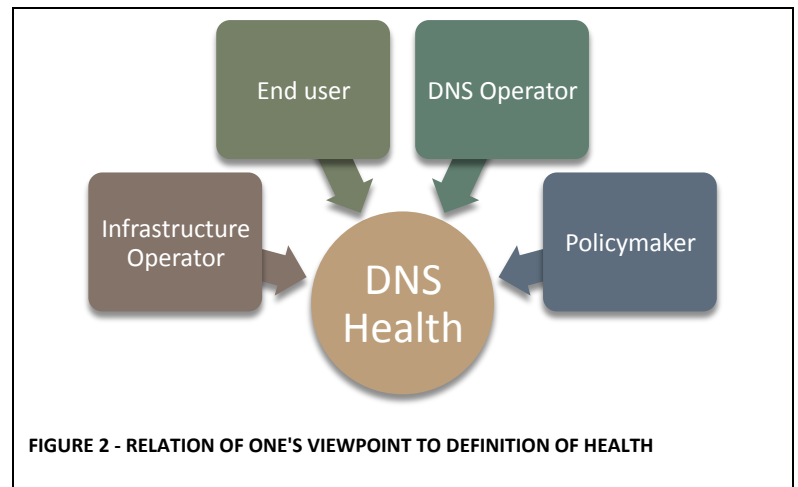 End user
DNS Operator
Infrastructure
Operator
Policymaker
DNS
Health
FIGURE 2 - RELATION OF ONE'S VIEWPOINT TO DEFINITION OF HEALTH